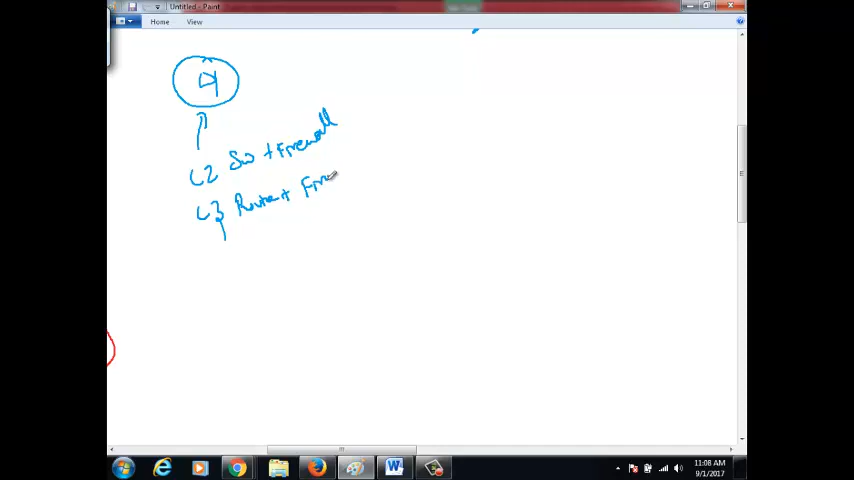 Untitled - Paint
Home View
L2 Sw + Firewall
L3 Router + Fire
11:08 AM
9/1/2017